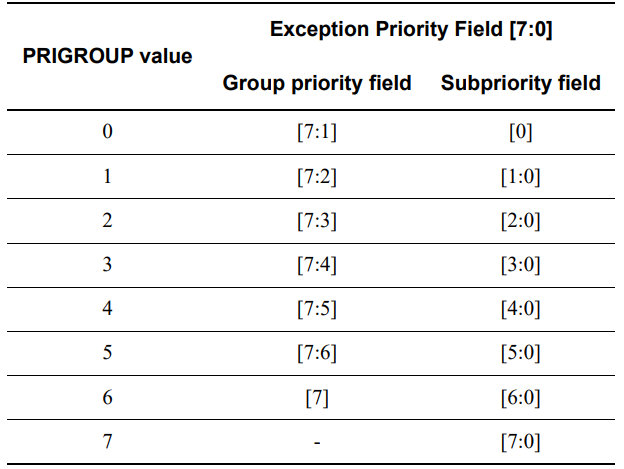 Exception Priority Field [7:0]
PRIGROUP value
Group priority field Subpriority field
0 [7:1] [0]
1 [7:2] [1:0]
2 [7:3] [2:0]
3 [7:4] [3:0]
4 [7:5] [4:0]
5 [7:6] [5:0]
6 [7] [6:0]
7 - [7:0]